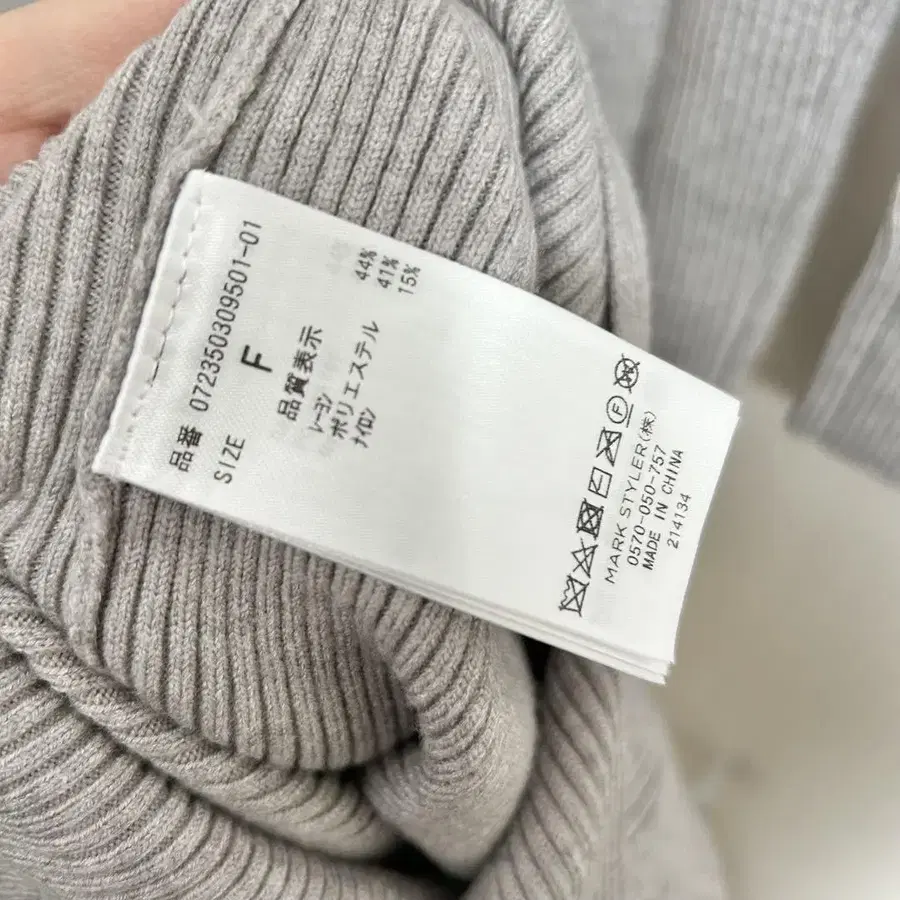 品番 072350309501-01
SIZE F
品質表示
レーヨン 44%
ポリエステル 41%
ナイロン 15%
F
MARK STYLER(株)
0570-050-757
MADE IN CHINA
214134